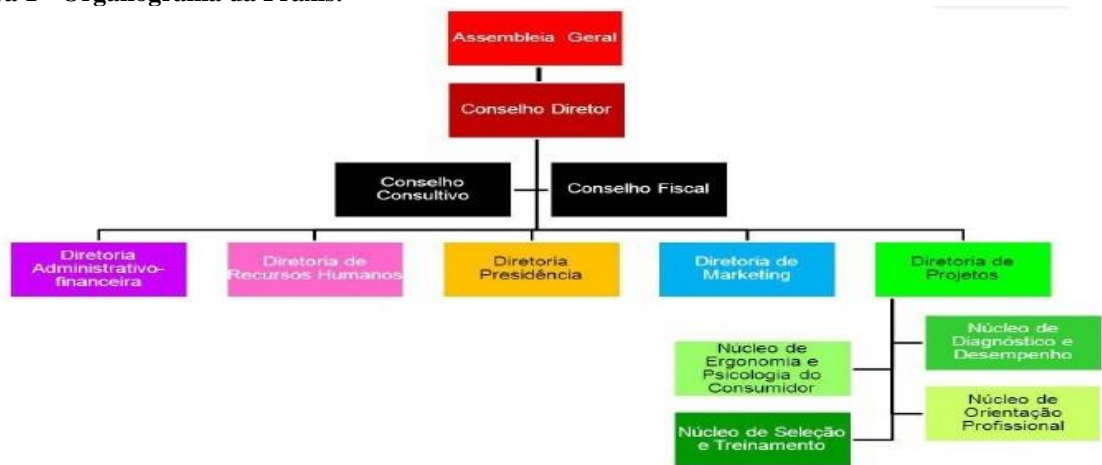 Organograma da
Assembleia Geral
Conselho Diretor
Conselho
Consultivo
Conselho Fiscal
Diretoria
Administrativo-
financeira
Diretoria de
Recursos Humanos
Diretoria
Presidência
Diretoria de
Marketing
Diretoria de
Projetos
Núcleo de
Diagnóstico e
Desempenho
Núcleo de
Ergonomia e
Psicologia do
Consumidor
Núcleo de
Orientação
Profissional
Núcleo de Seleção
e Treinamento